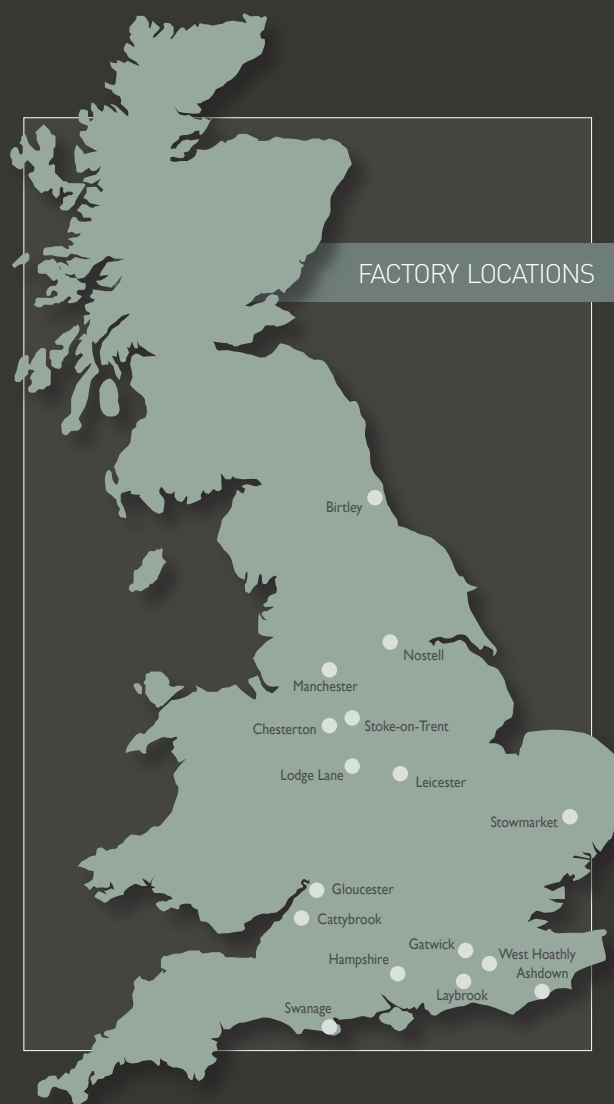 FACTORY LOCATIONS
Birtley
Nostell
Manchester
Chesterton
Stoke-on-Trent
Lodge Lane
Leicester
Stowmarket
Gloucester
Cattybrook
Gatwick
West Hoathly
Hampshire
Ashdown
Laybrook
Swanage